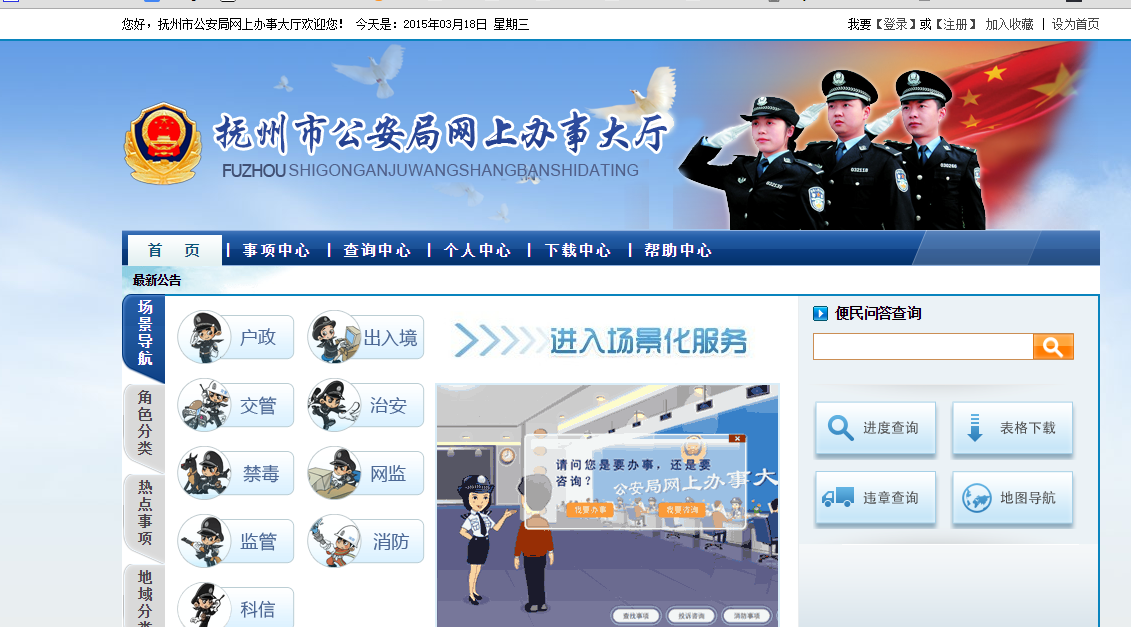 您好，抚州市公安局网上办事大厅欢迎您！ 今天是：2015年03月18日 星期三
我要【登录】或【注册】 加入收藏 | 设为首页
抚州市公安局网上办事大厅
FUZHOU SHIGONGANJUWANGSHANGBANSHIDATING
首 页 | 事项中心 | 查询中心 | 个人中心 | 下载中心 | 帮助中心
最新公告
场景导航
角色分类
热点事项
地域分类
户政
出入境
交管
治安
禁毒
网监
监管
消防
科信
进入场景化服务
请问您是要办事，还是要
咨询？
我要办事
我要咨询
公安局网上办事大
查找事项
投诉咨询
消防事项
便民问答查询
进度查询
表格下载
违章查询
地图导航
032118
030266